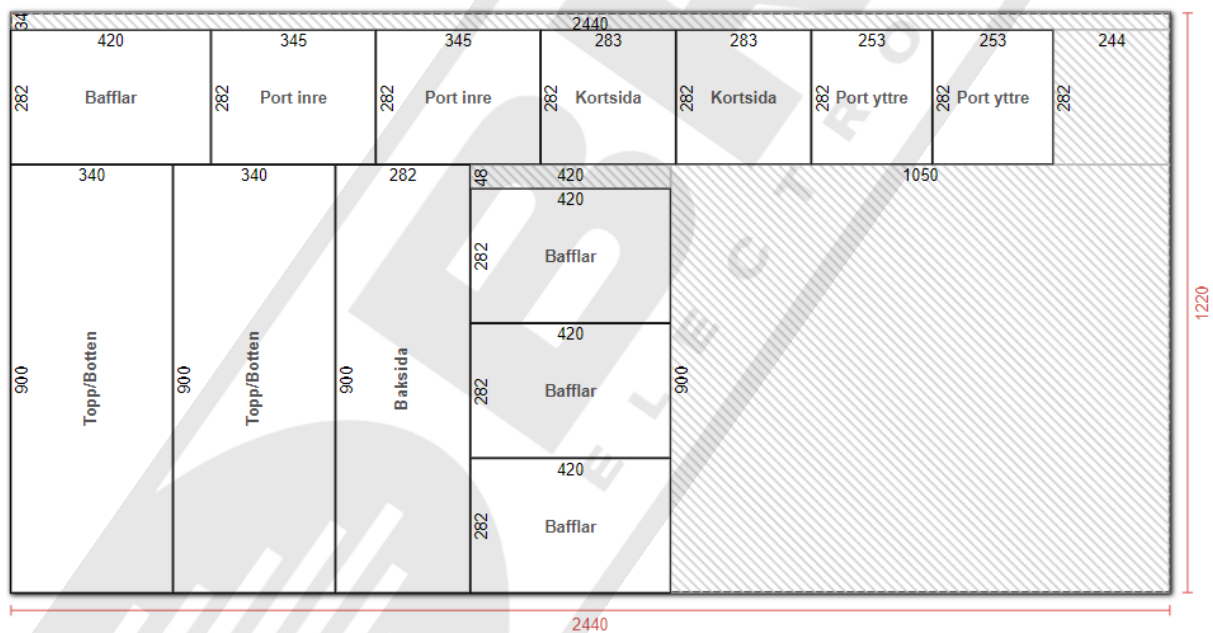 34 2440
420 345 345 283 283 253 253 244
282 Bafflar 282 Port inre 282 Port inre 282 Kortsida 282 Kortsida 282 Port yttre 282 Port yttre 282
340 340 282 48 420 1050
420
282 Bafflar
1220
900 Topp/Botten 900 Topp/Botten 900 Baksida
420
282 Bafflar 900
420
282 Bafflar
2440
ELECTRO